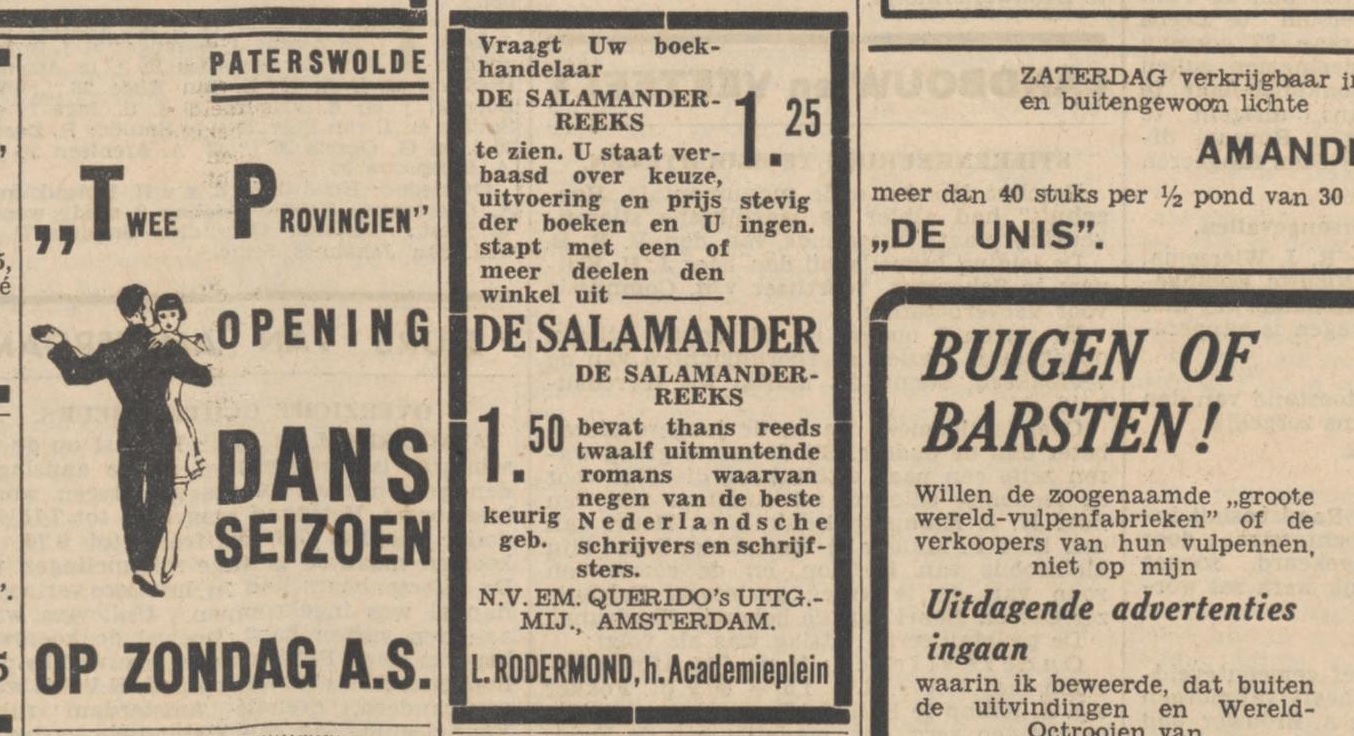 PATERSWOLDE
„TWEE PROVINCIEN”
OPENING
DANS
SEIZOEN
OP ZONDAG A.S.
Vraagt Uw boek-
handelaar
DE SALAMANDER-
REEKS
te zien. U staat ver-
baasd over keuze,
uitvoering en prijs
der boeken en U
stapt met een of
meer deelen den
winkel uit
1.25
stevig
ingen.
DE SALAMANDER
DE SALAMANDER-
REEKS
1.50
keurig
geb.
bevat thans reeds
twaalf uitmuntende
romans waarvan
negen van de beste
Nederlandsche
schrijvers en schrijf-
sters.
N.V. EM. QUERIDO's UITG.-
MIJ., AMSTERDAM.
L. RODERMOND, h. Academieplein
ZATERDAG verkrijgbaar
en buitengewoon lichte
AMAND
meer dan 40 stuks per ½ pond van 30
„DE UNIS”.
BUIGEN OF
BARSTEN!
Willen de zoogenaamde „groote
wereld-vulpenfabrieken” of de
verkoopers van hun vulpennen,
niet op mijn
Uitdagende advertenties
ingaan
waarin ik beweerde, dat buiten
de uitvindingen en Wereld-
Octrooien van